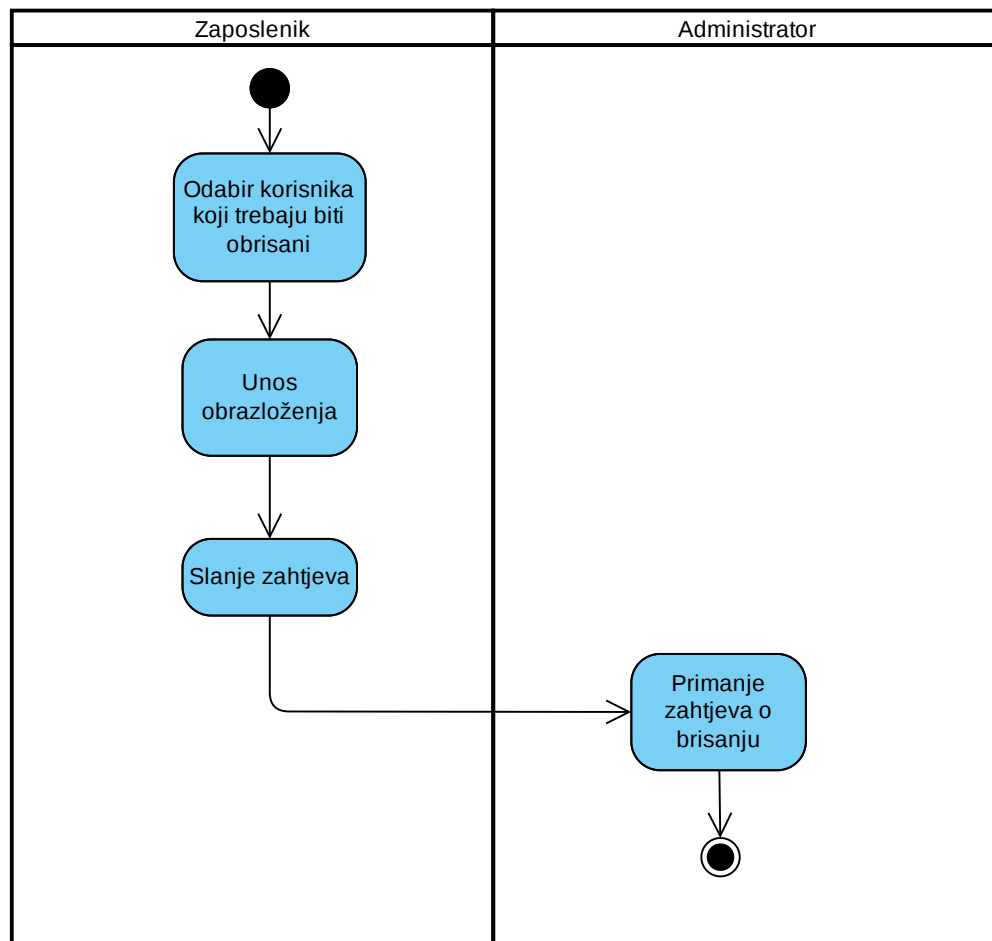 Zaposlenik
Administrator
Odabir korisnika
koji trebaju biti
obrisani
Unos
obrazloženja
Slanje zahtjeva
Primanje
zahtjeva o
brisanju